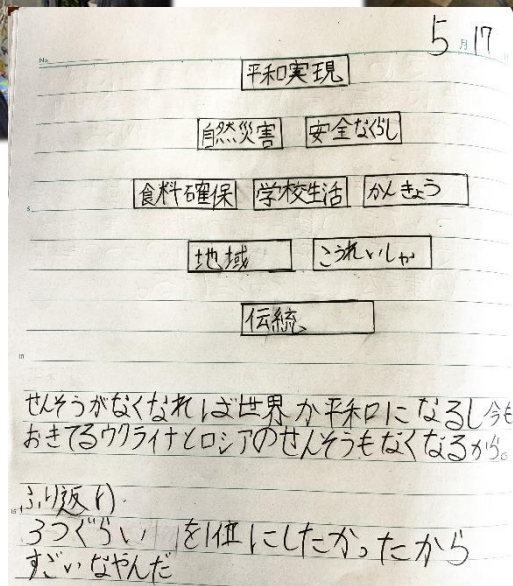 5月17
No.
平和実現
自然災害 安全なくらし
食料確保 学校生活 かんきょう
5
地域 こうれいしゃ
伝統
10
せんそうがなくなれば世界が平和になるし今も
おきてるウクライナとロシアのせんそうもなくなるから。
ふり返り
15
3つぐらい1を1位にしたかったから
すごいなやんだ